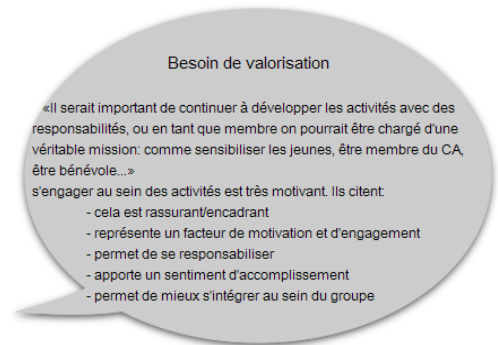 Besoin de valorisation
«Il serait important de continuer à développer les activités avec des
responsabilités, ou en tant que membre on pourrait être chargé d'une
véritable mission: comme sensibiliser les jeunes, être membre du CA,
être bénévole...»
s'engager au sein des activités est très motivant. Ils citent:
- cela est rassurant/encadrant
- représente un facteur de motivation et d'engagement
- permet de se responsabiliser
- apporte un sentiment d'accomplissement
- permet de mieux s'intégrer au sein du groupe